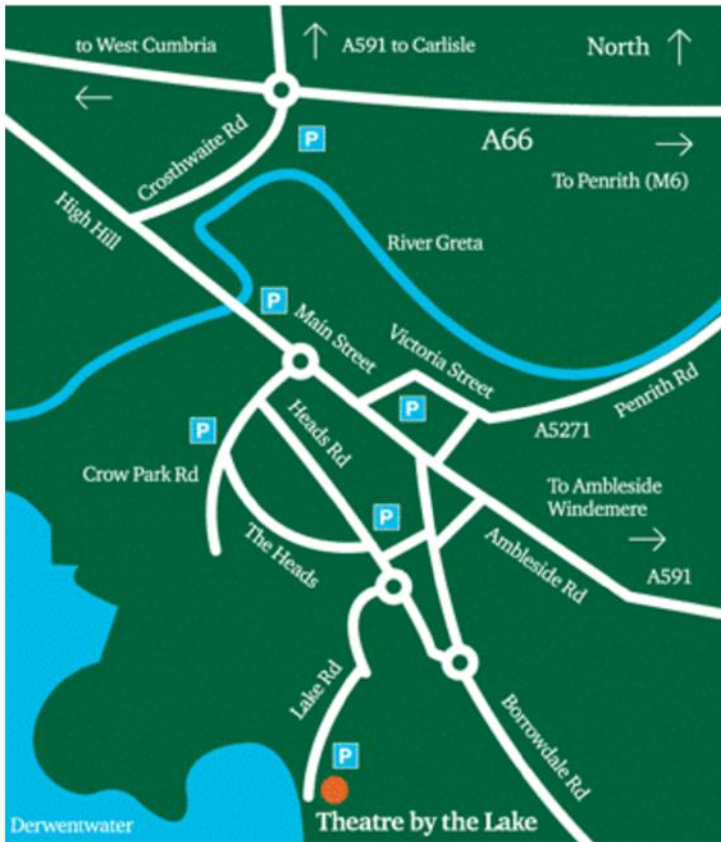 to West Cumbria
A591 to Carlisle
North
A66
To Penrith (M6)
Crosthwaite Rd
P
High Hill
River Greta
P
Main Street
Victoria Street
Penrith Rd
P
A5271
P
Heads Rd
Crow Park Rd
To Ambleside
Windemere
P
The Heads
Ambleside Rd
A591
Lake Rd
Borrowdale Rd
P
Theatre by the Lake
Derwentwater